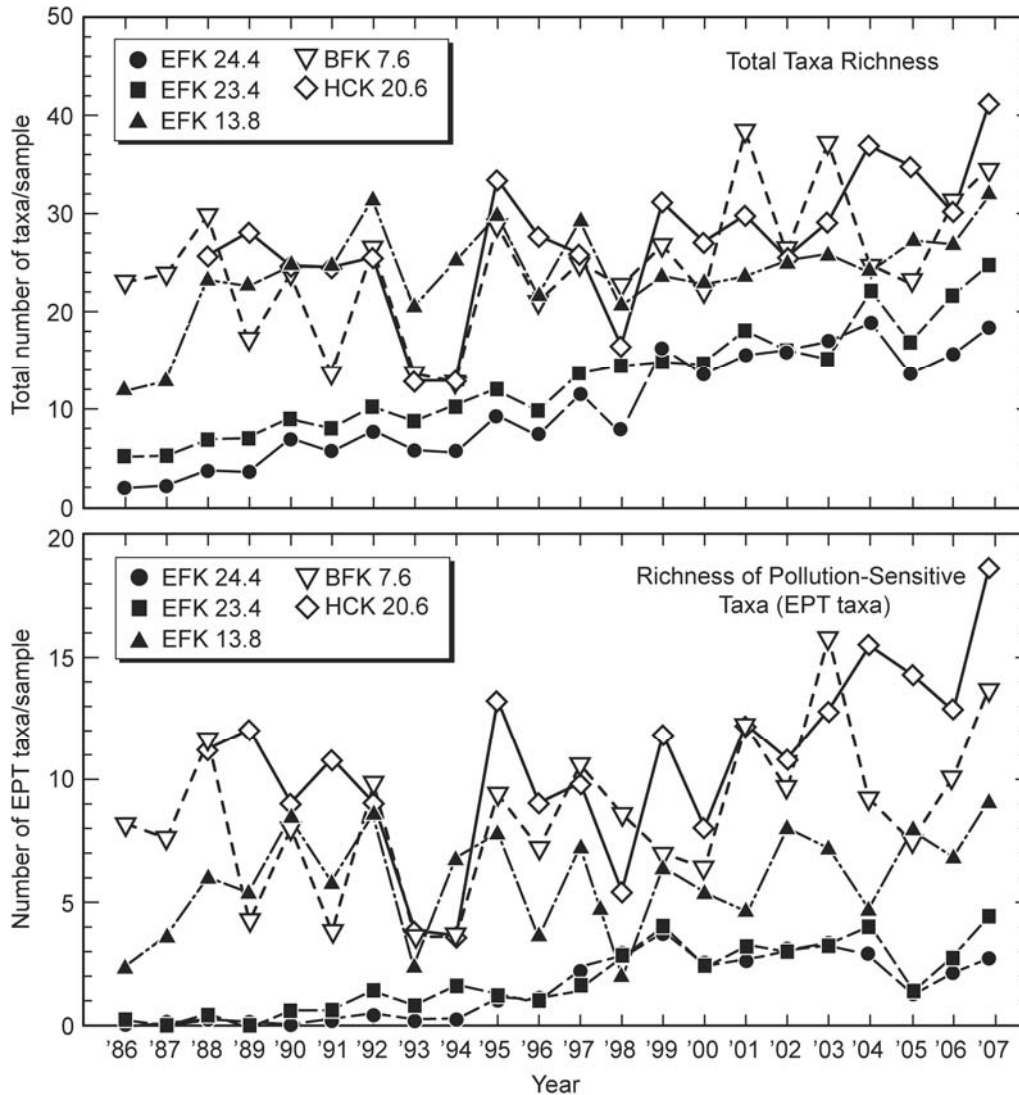 50
40
30
20
10
0
Total number of taxa/sample
EFK 24.4
EFK 23.4
EFK 13.8
BFK 7.6
HCK 20.6
Total Taxa Richness
20
15
10
5
0
Number of EPT taxa/sample
EFK 24.4
EFK 23.4
EFK 13.8
BFK 7.6
HCK 20.6
Richness of Pollution-Sensitive
Taxa (EPT taxa)
'86 '87 '88 '89 '90 '91 '92 '93 '94 '95 '96 '97 '98 '99 '00 '01 '02 '03 '04 '05 '06 '07
Year